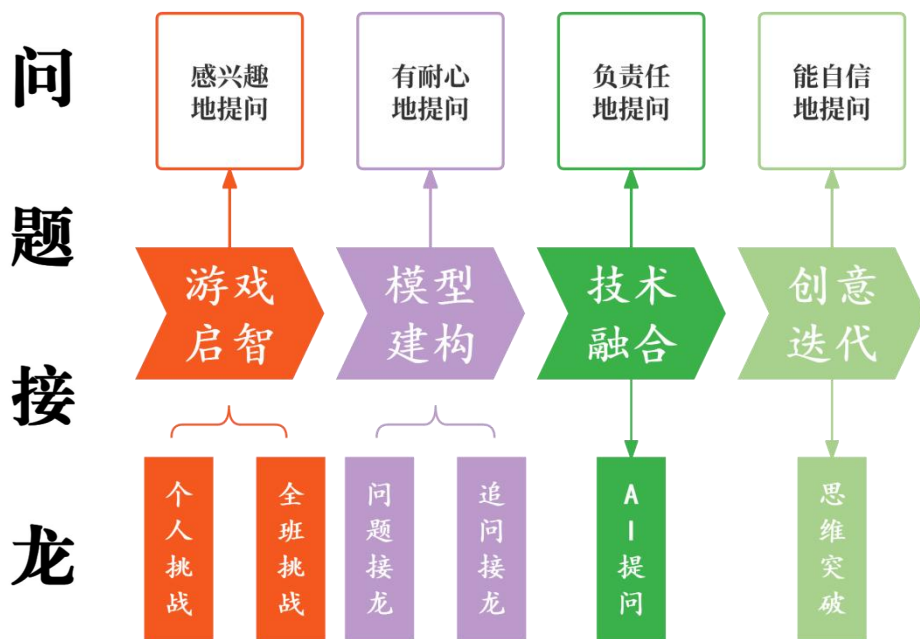 问题接龙
感兴趣
地提问
有耐心
地提问
负责任
地提问
能自信
地提问
游戏
启智
模型
建构
技术
融合
创意
迭代
个人挑战
全班挑战
问题接龙
追问接龙
AI提问
思维突破